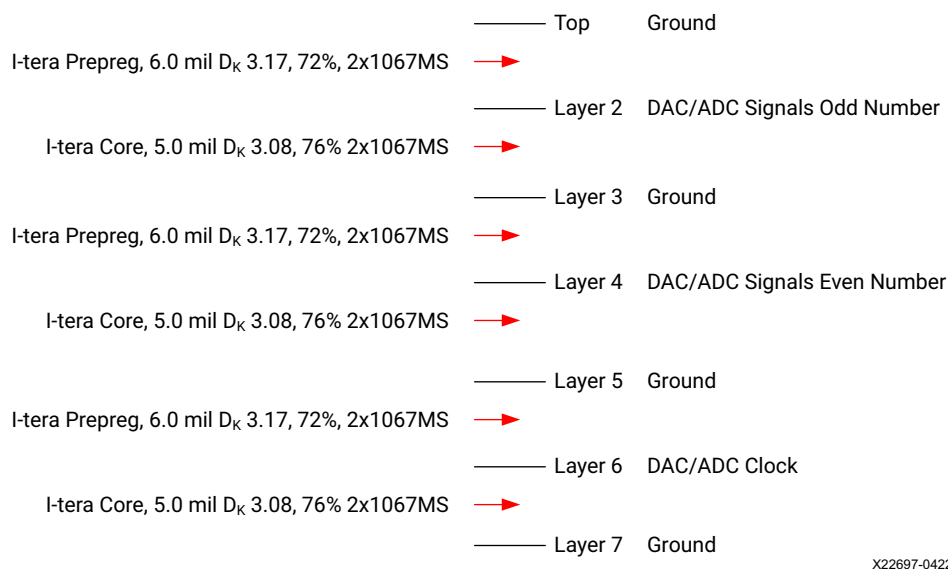 Top Ground
I-tera Prepreg, 6.0 mil DK 3.17, 72%, 2x1067MS
Layer 2 DAC/ADC Signals Odd Number
I-tera Core, 5.0 mil DK 3.08, 76% 2x1067MS
Layer 3 Ground
I-tera Prepreg, 6.0 mil DK 3.17, 72%, 2x1067MS
Layer 4 DAC/ADC Signals Even Number
I-tera Core, 5.0 mil DK 3.08, 76% 2x1067MS
Layer 5 Ground
I-tera Prepreg, 6.0 mil DK 3.17, 72%, 2x1067MS
Layer 6 DAC/ADC Clock
I-tera Core, 5.0 mil DK 3.08, 76% 2x1067MS
Layer 7 Ground
X22697-042